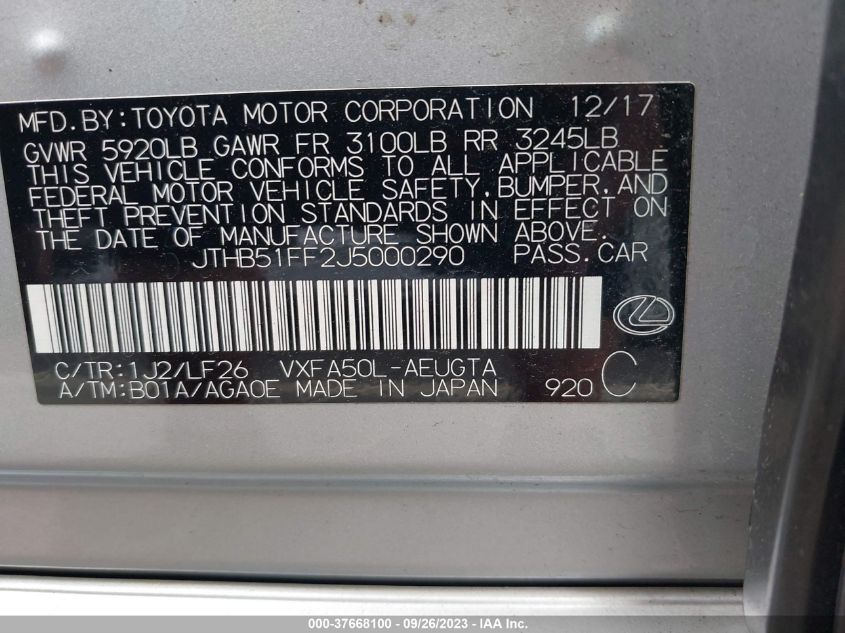 MFD.BY:TOYOTA MOTOR CORPORATION 12/17
GVWR 5920LB GAWR FR 3100LB RR 3245LB
THIS VEHICLE CONFORMS TO ALL APPLICABLE
FEDERAL MOTOR VEHICLE SAFETY,BUMPER,AND
THEFT PREVENTION STANDARDS IN EFFECT ON
THE DATE OF MANUFACTURE SHOWN ABOVE.
JTHB51FF2J5000290 PASS.CAR
C/TR:1J2/LF26 VXFA50L-AEUGTA
A/TM:B01A/AGA0E MADE IN JAPAN 920 C
000-37668100 - 09/26/2023 - Copyright © 2023 IAA, Inc.